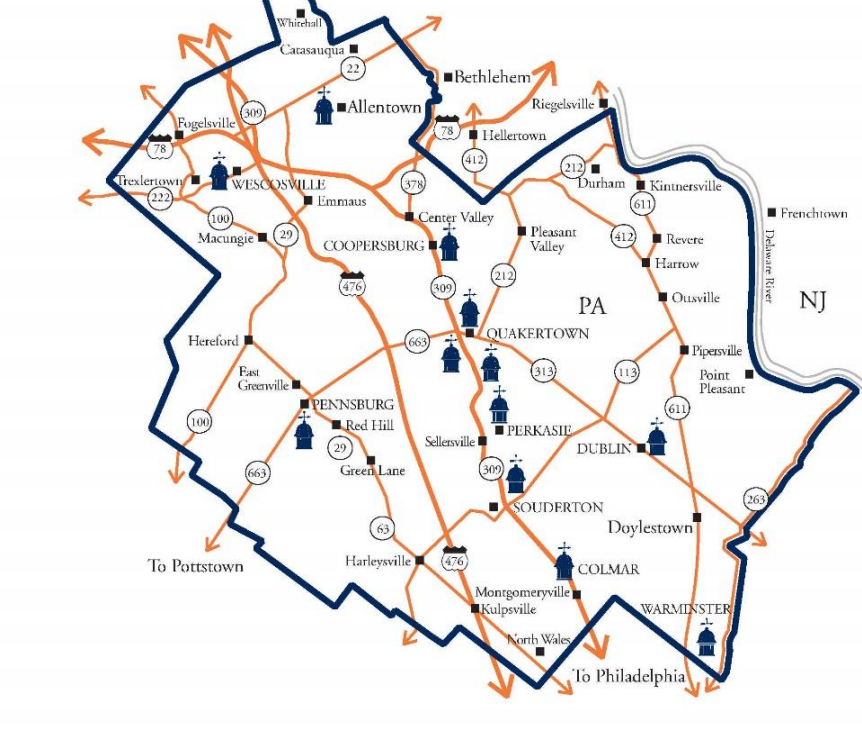 Whitehall
Catasauqua
22
Bethlehem
Allentown
Riegelsville
309
Fogelsville
78
78
Hellertown
412
212
Durham
Kintnersville
Trexlertown
WESCOSVILLE
378
222
Emmaus
611
Frenchtown
100
Center Valley
Macungie
29
COOPERSBURG
Pleasant
Valley
412
Revere
Harrow
Delaware River
476
309
212
Ottsville
PA
NJ
Hereford
663
QUAKERTOWN
Pipersville
East
Greenville
313
113
Point
Pleasant
PENNSBURG
100
Red Hill
611
29
PERKASIE
Sellersville
DUBLIN
Green Lane
663
309
263
SOUDERTON
63
Doylestown
To Pottstown
Harleysville
476
COLMAR
Montgomeryville
Kulpsville
WARMINSTER
North Wales
To Philadelphia